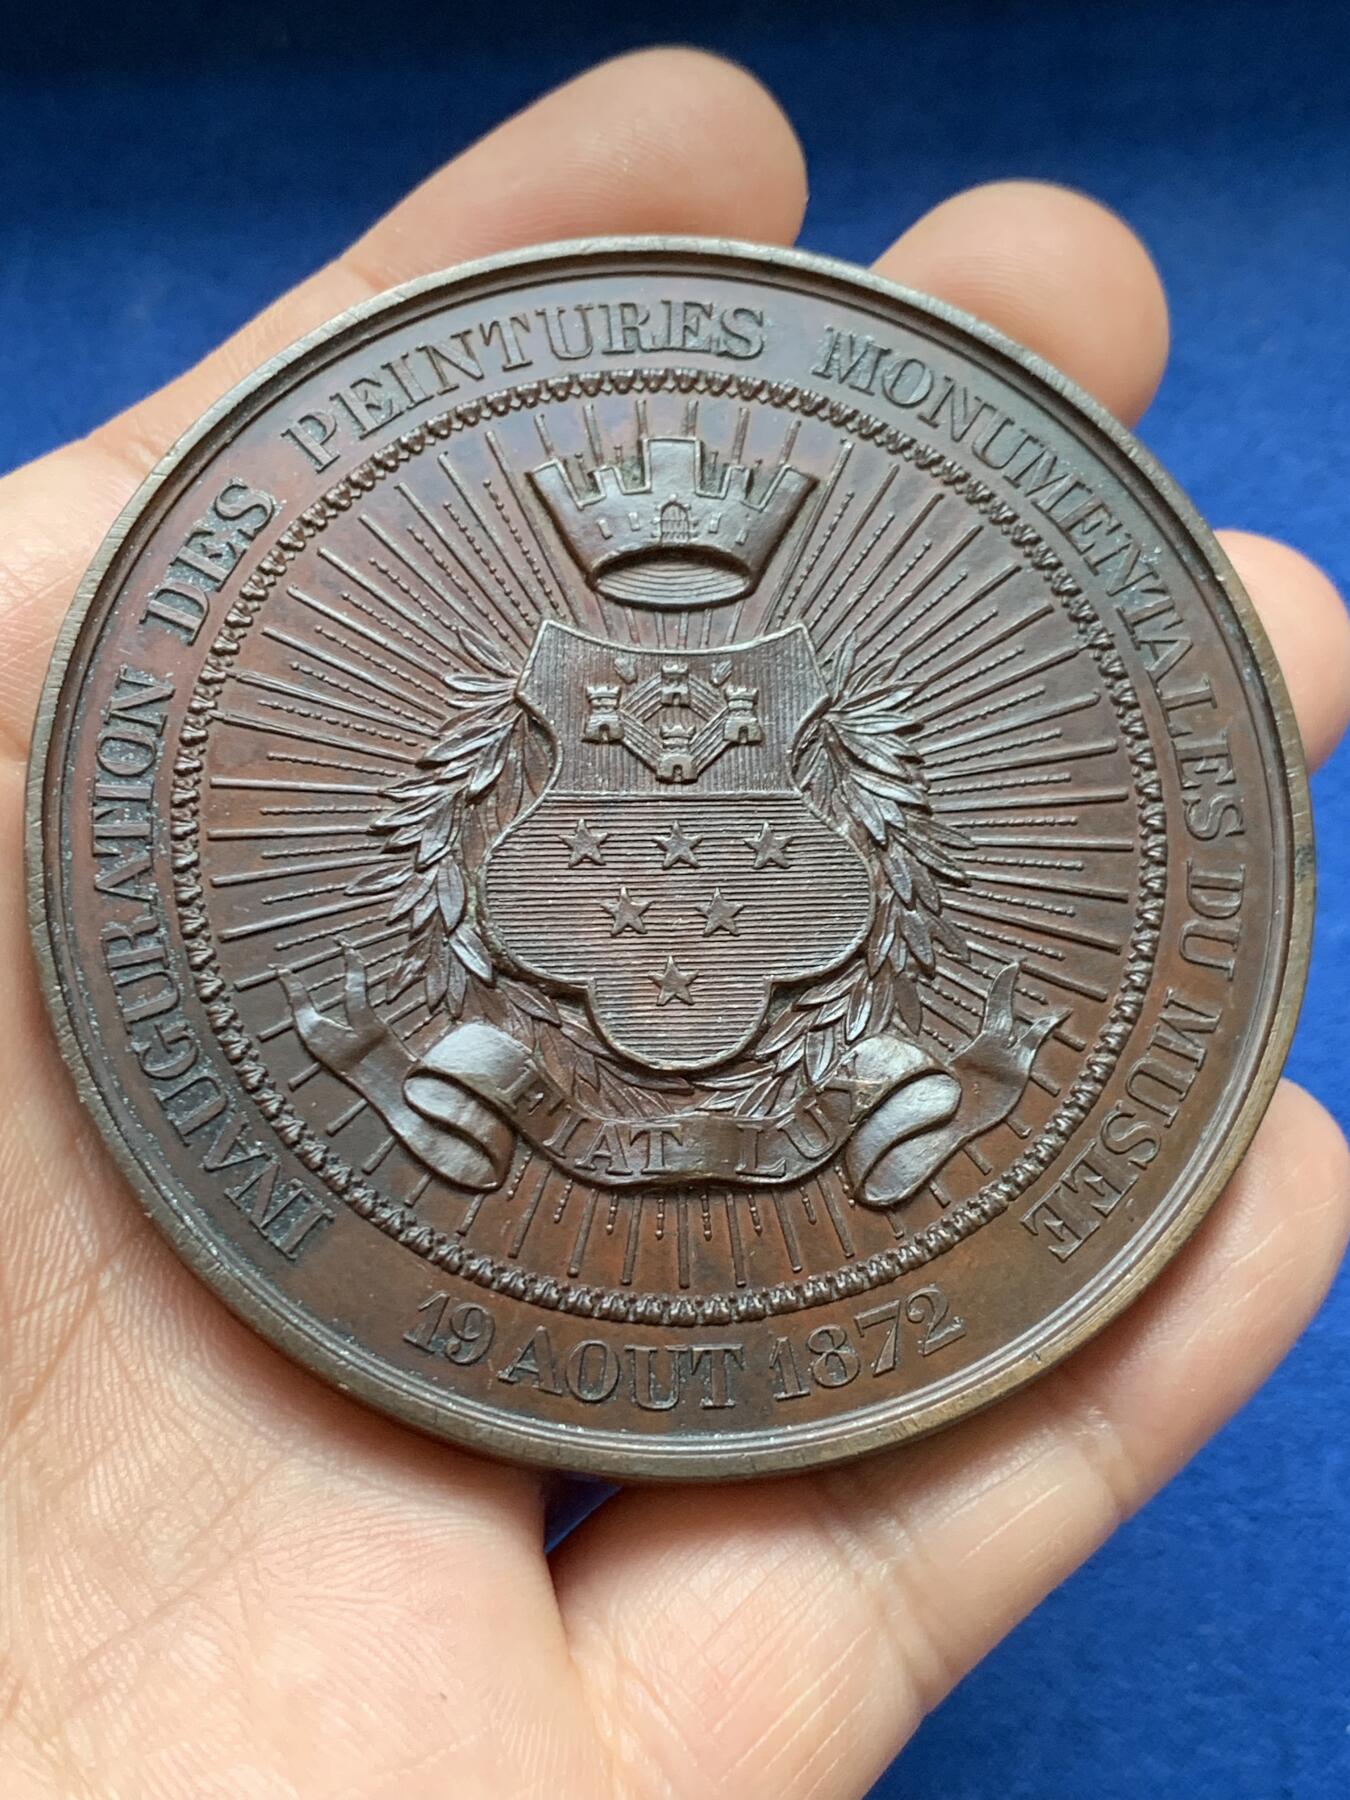 INAUGURATION DES PEINTURES MONUMENTALES DU MUSEE
FIAT LUX
19 AOUT 1872